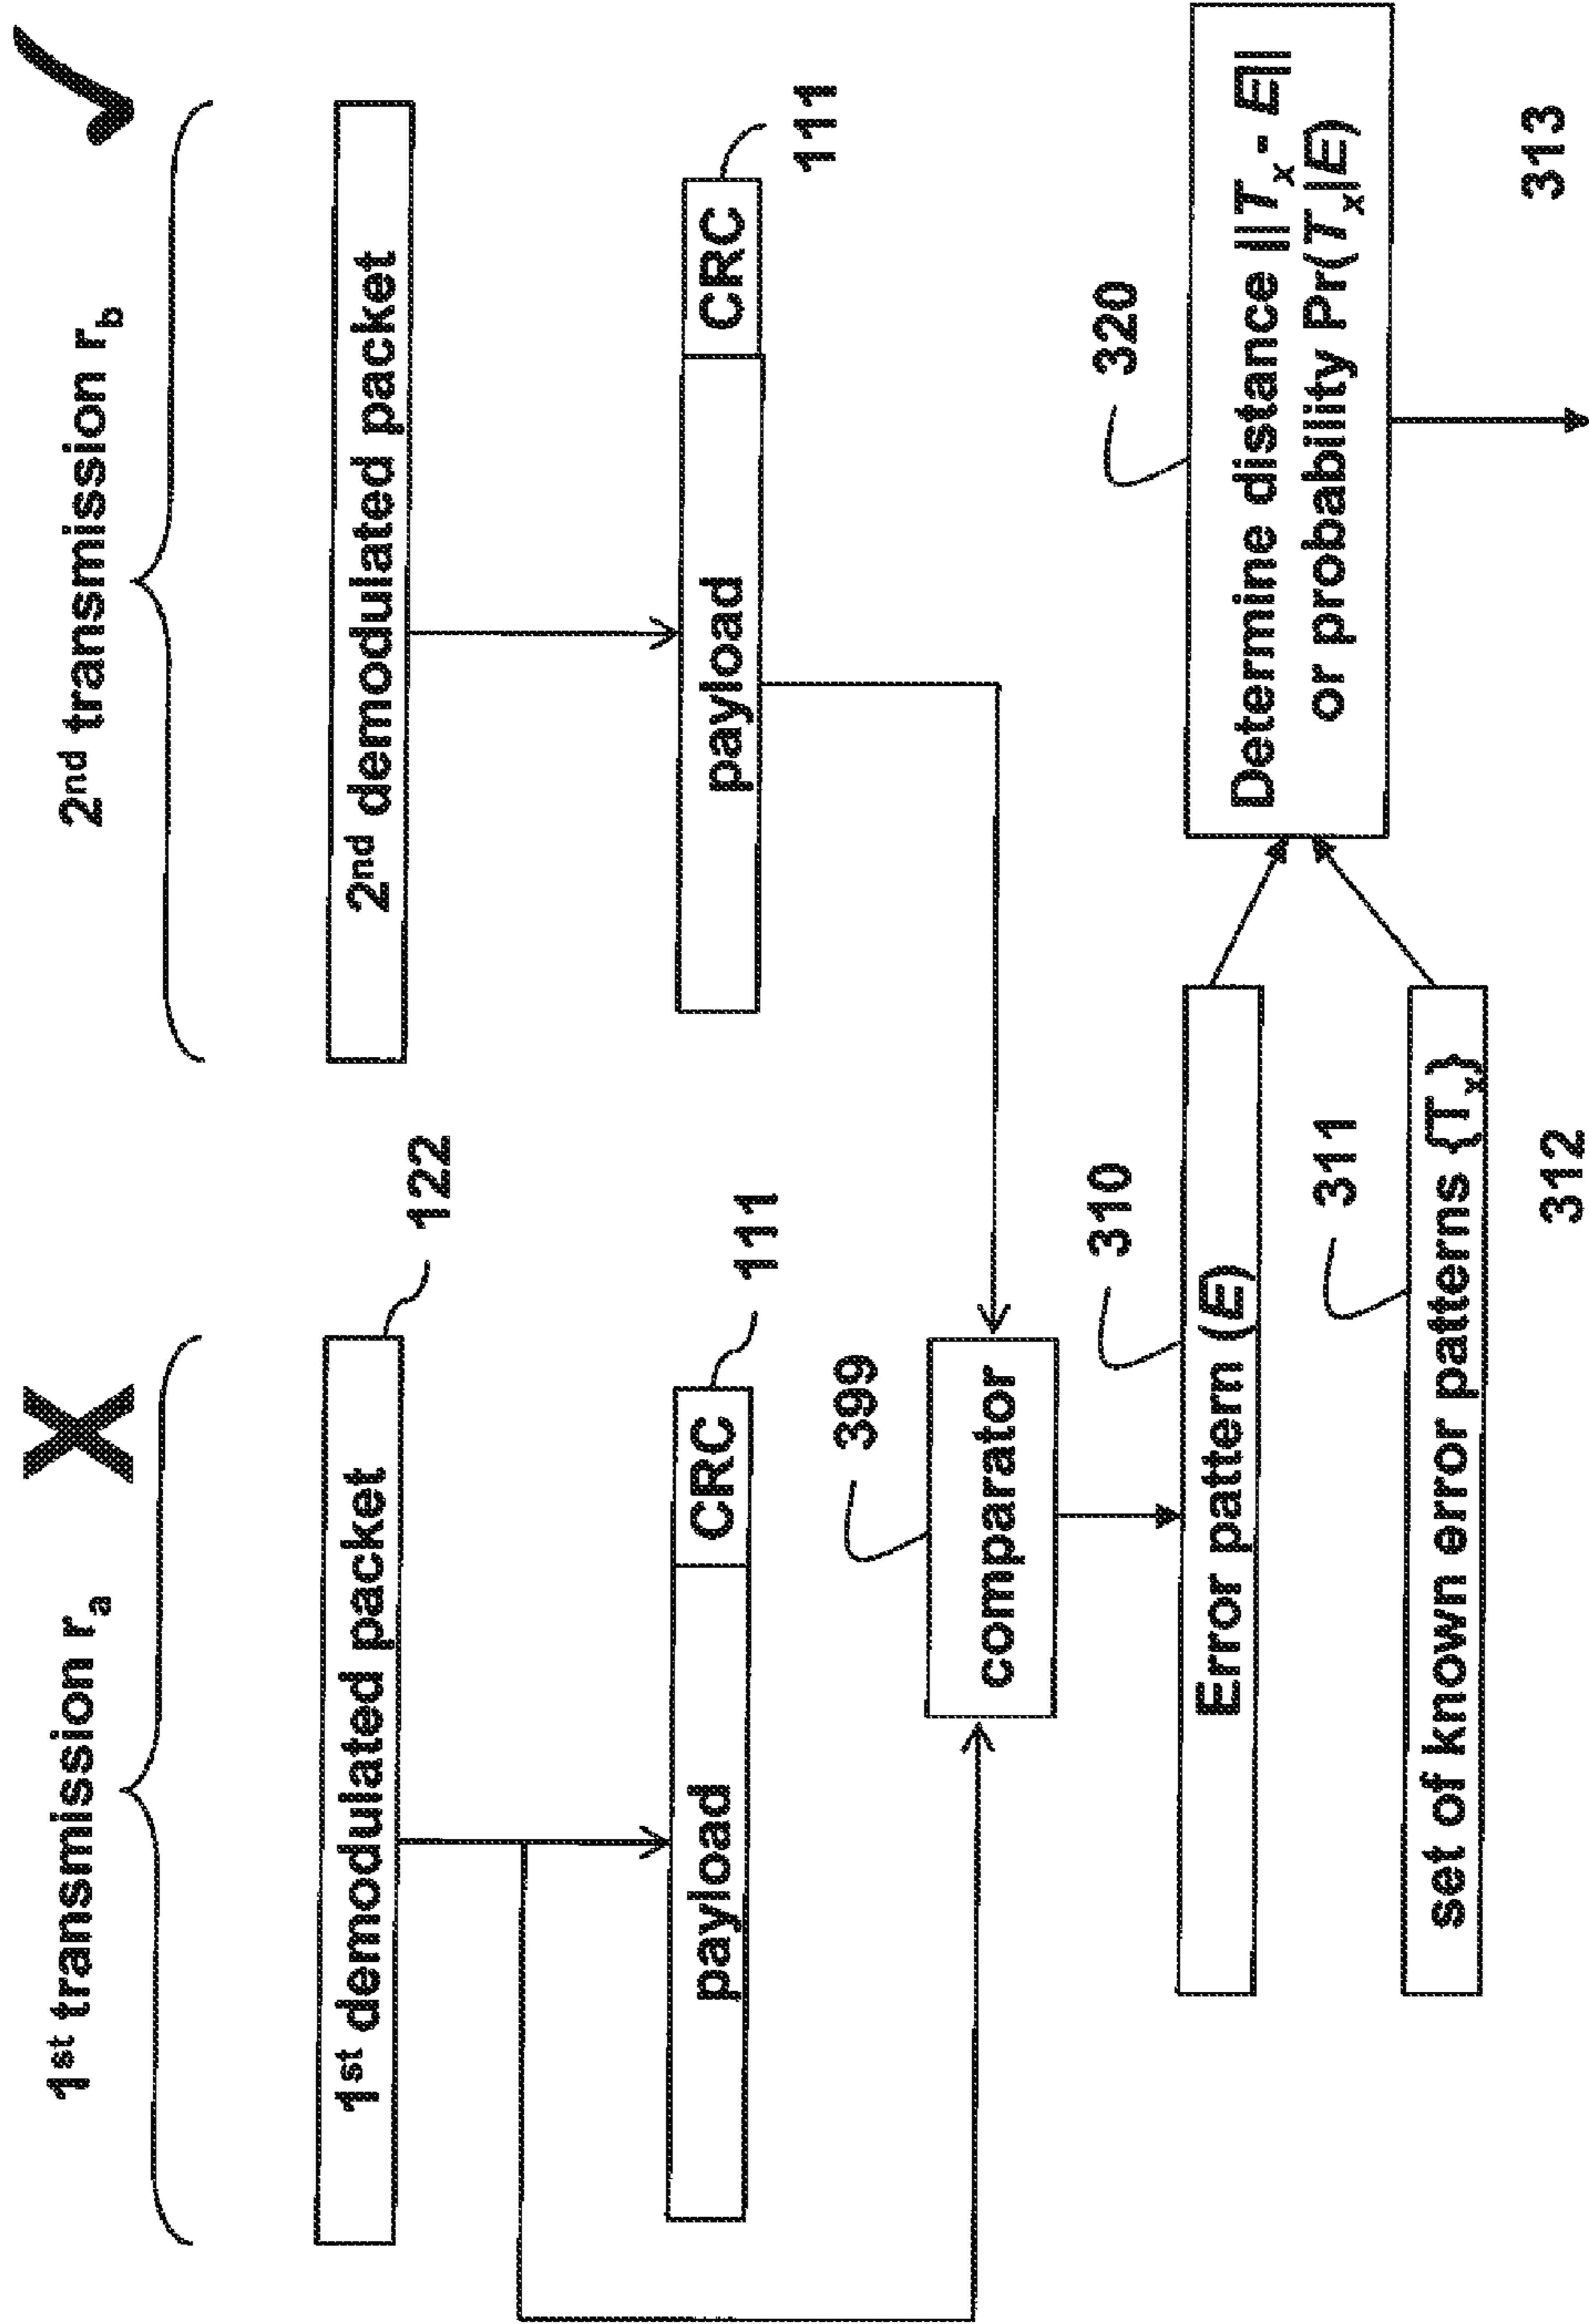 1st transmission ra
X
2nd transmission rb
1st demodulated packet
122
2nd demodulated packet
payload
CRC
111
payload
CRC
111
399
comparator
310
Error pattern (E)
320
Determine distance ||Tx - E||
or probability Pr(Tx|E)
311
set of known error patterns {Tx}
312
313